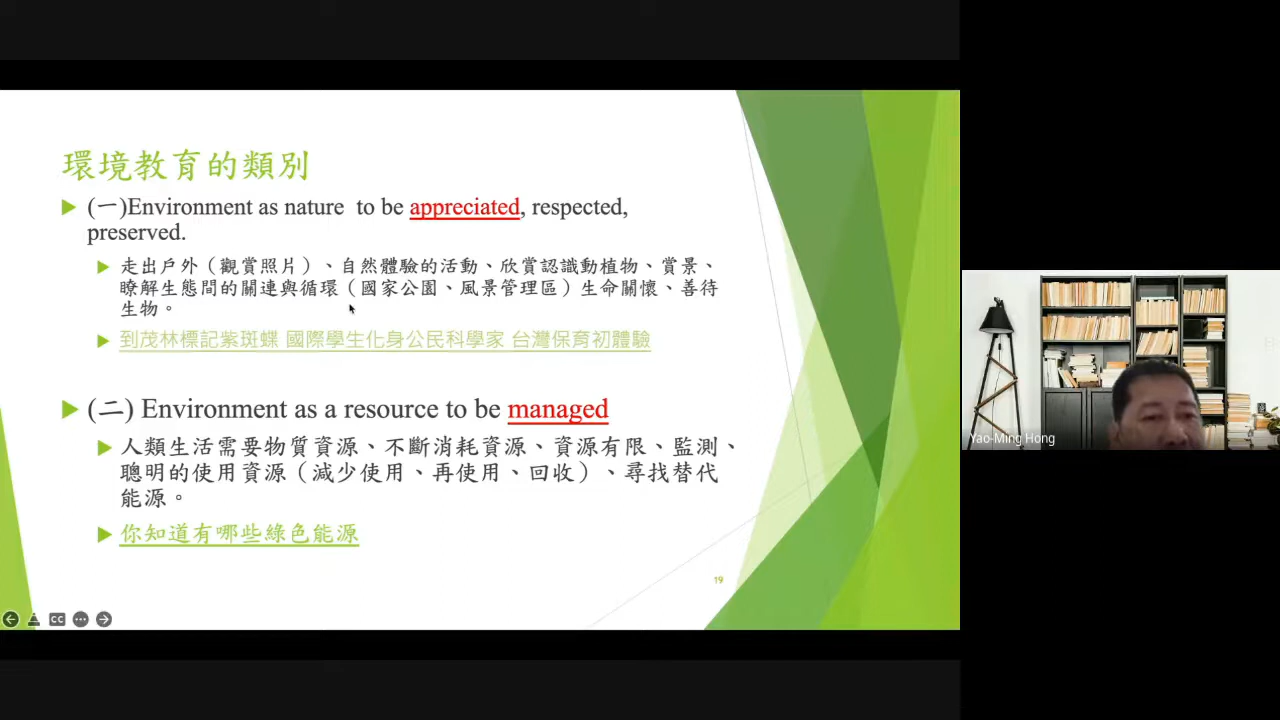 環境教育的類別
(一)Environment as nature to be appreciated, respected,
preserved.
走出戶外（觀賞照片）、自然體驗的活動、欣賞認識動植物、賞景、
瞭解生態間的關連與循環（國家公園、風景管理區）生命關懷、善待
生物。
到茂林標記紫斑蝶 國際學生化身公民科學家 台灣保育初體驗
(二) Environment as a resource to be managed
人類生活需要物質資源、不斷消耗資源、資源有限、監測、
聰明的使用資源（減少使用、再使用、回收）、尋找替代
能源。
你知道有哪些綠色能源
19
CC
Yao-Ming Hong